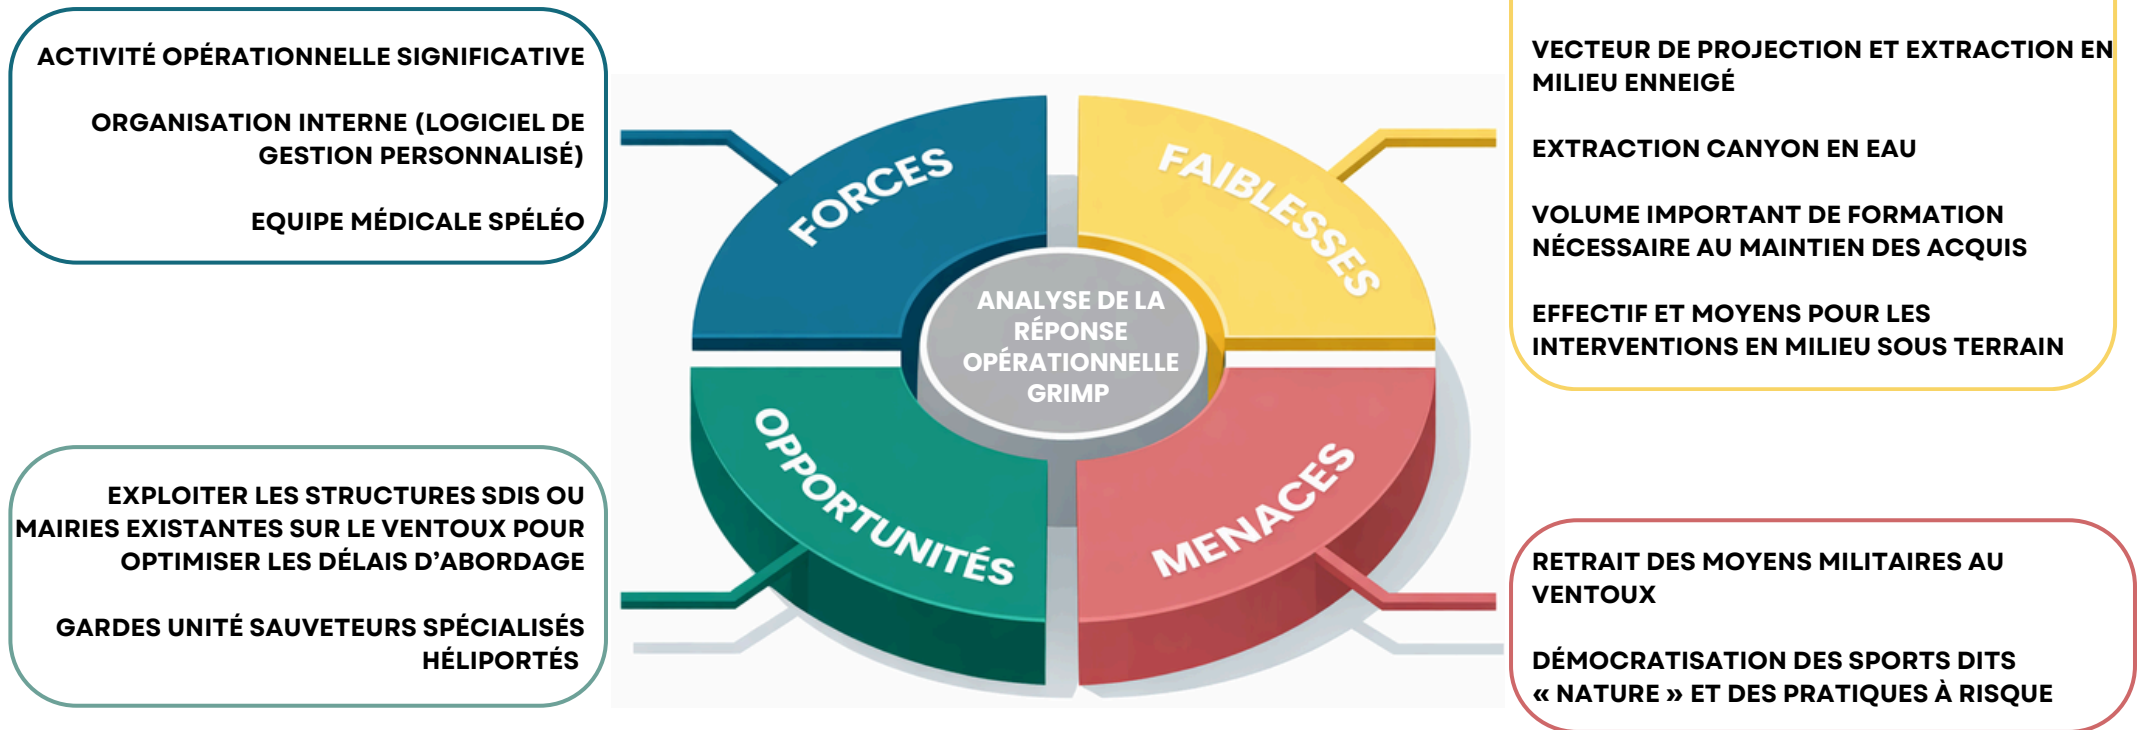 ACTIVITÉ OPÉRATIONNELLE SIGNIFICATIVE
ORGANISATION INTERNE (LOGICIEL DE
GESTION PERSONNALISÉ)
EQUIPE MÉDICALE SPÉLÉO
FORCES
FAIBLESSES
VECTEUR DE PROJECTION ET EXTRACTION EN
MILIEU ENNEIGÉ
EXTRACTION CANYON EN EAU
VOLUME IMPORTANT DE FORMATION
NÉCESSAIRE AU MAINTIEN DES ACQUIS
EFFECTIF ET MOYENS POUR LES
INTERVENTIONS EN MILIEU SOUS TERRAIN
ANALYSE DE LA
RÉPONSE
OPÉRATIONNELLE
GRIMP
EXPLOITER LES STRUCTURES SDIS OU
MAIRIES EXISTANTES SUR LE VENTOUX POUR
OPTIMISER LES DÉLAIS D’ABORDAGE
GARDES UNITÉ SAUVETEURS SPÉCIALISÉS
HÉLIPORTÉS
OPPORTUNITÉS
MENACES
RETRAIT DES MOYENS MILITAIRES AU
VENTOUX
DÉMOCRATISATION DES SPORTS DITS
« NATURE » ET DES PRATIQUES À RISQUE